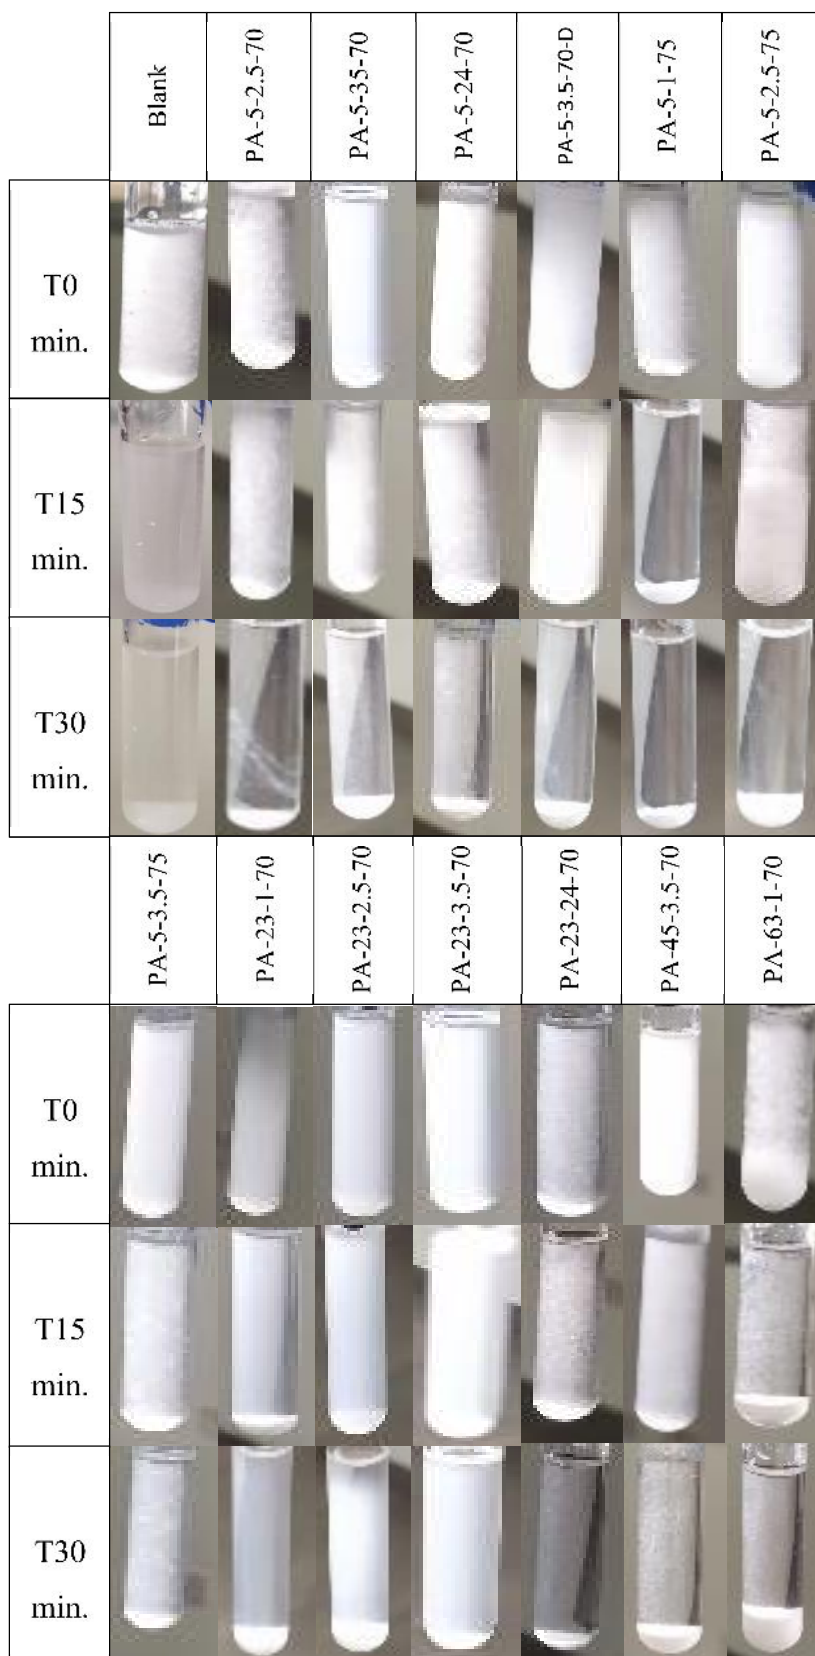 Blank
PA-5-2.5-70
PA-5-35-70
PA-5-24-70
PA-5-3.5-70-D
PA-5-1-75
PA-5-2.5-75
T0
min.
T15
min.
T30
min.
PA-5-3.5-75
PA-23-1-70
PA-23-2.5-70
PA-23-3.5-70
PA-23-24-70
PA-45-3.5-70
PA-63-1-70
T0
min.
T15
min.
T30
min.